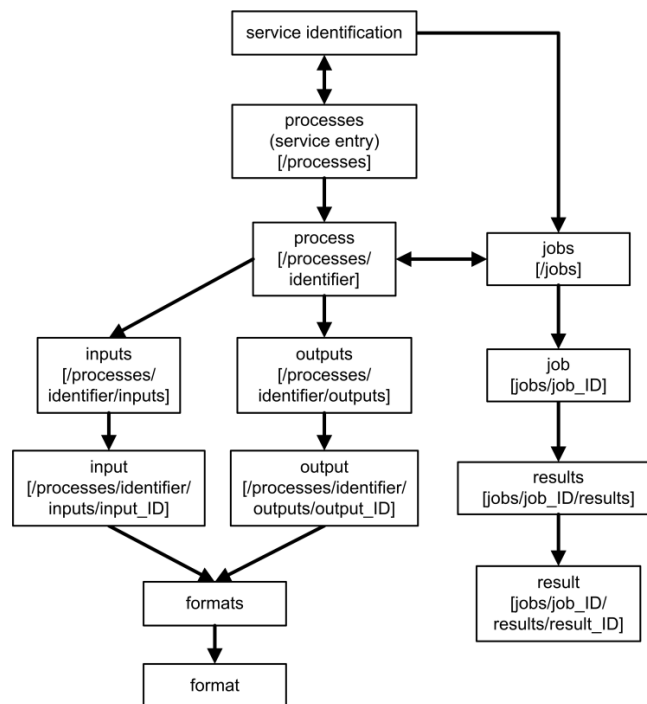 service identification
processes
(service entry)
[/processes]
process
[/processes/
identifier]
jobs
[/jobs]
inputs
[/processes/
identifier/inputs]
outputs
[/processes/
identifier/outputs]
job
[jobs/job_ID]
input
[/processes/identifier/
inputs/input_ID]
output
[/processes/identifier/
outputs/output_ID]
results
[jobs/job_ID/results]
formats
result
[jobs/job_ID/
results/result_ID]
format